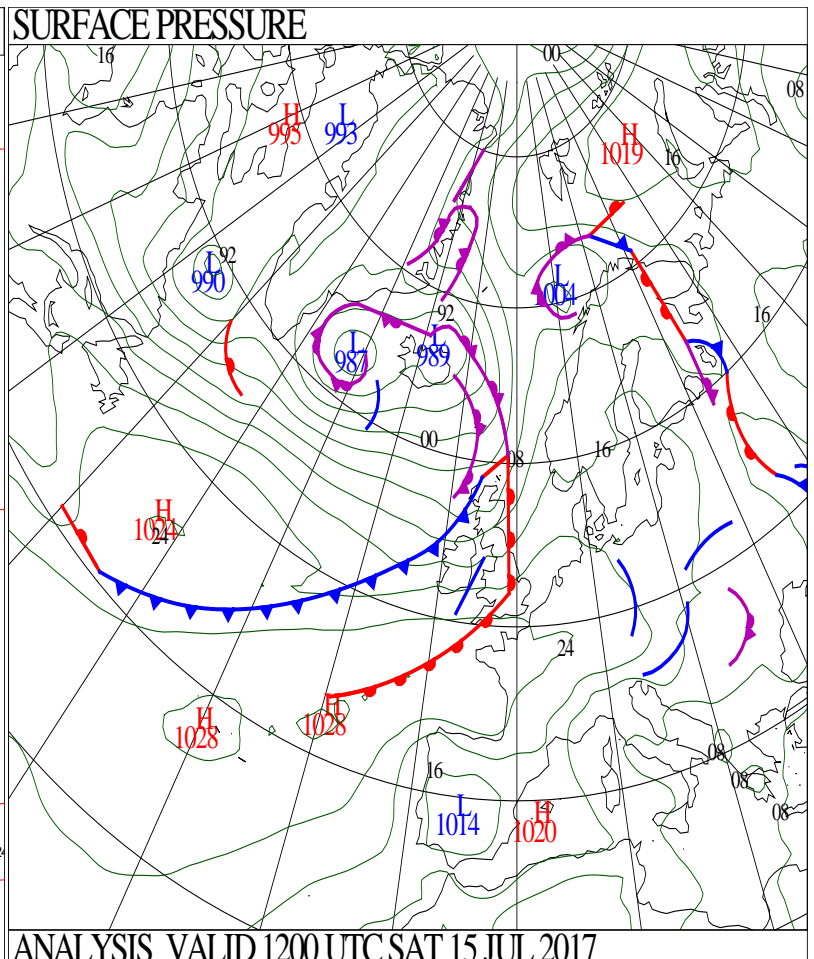 SURFACE PRESSURE
16
00
08
H
995
L
993
H
1019
16
L
990
92
L
1004
92
16
L
987
L
989
00
08
16
H
1024
24
24
H
1028
H
1028
16
08
08
08
L
1014
H
1020
ANALYSIS VALID 1200 UTC SAT 15 JUL 2017